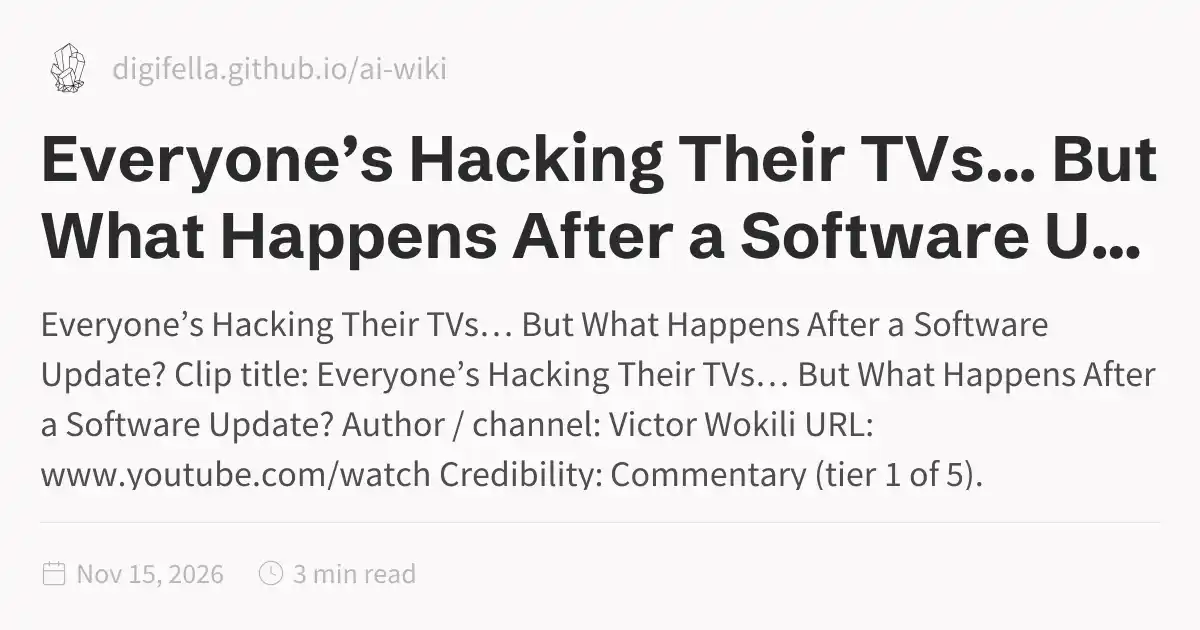 digifella.github.io/ai-wiki
Everyone’s Hacking Their TVs… But
What Happens After a Software U…
Everyone’s Hacking Their TVs… But What Happens After a Software
Update? Clip title: Everyone’s Hacking Their TVs… But What Happens After
a Software Update? Author / channel: Victor Wokili URL:
www.youtube.com/watch Credibility: Commentary (tier 1 of 5).
Nov 15, 2026 3 min read